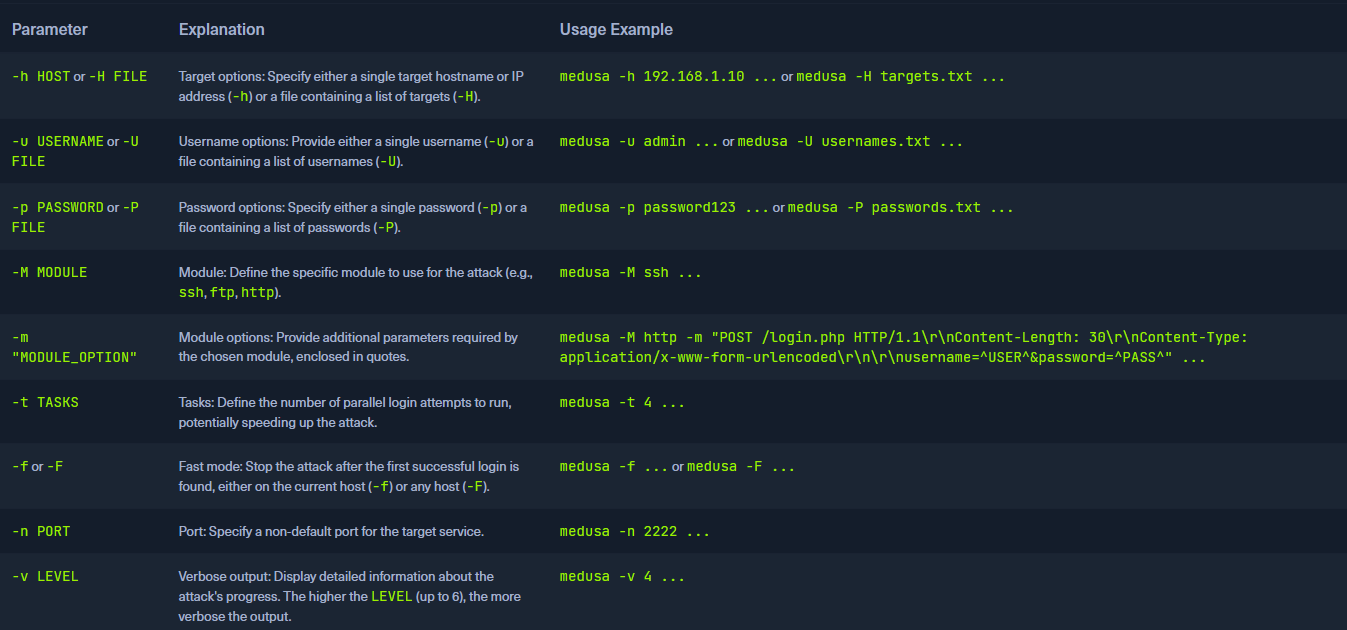 Parameter Explanation Usage Example
-h HOST or -H FILE Target options: Specify either a single target hostname or IP medusa -h 192.168.1.10 ... or medusa -H targets.txt ...
address (-h) or a file containing a list of targets (-H).
-u USERNAME or -U Username options: Provide either a single username (-u) or a medusa -u admin ... or medusa -U usernames.txt ...
FILE file containing a list of usernames (-U).
-p PASSWORD or -P Password options: Specify either a single password (-p) or a medusa -p password123 ... or medusa -P passwords.txt ...
FILE file containing a list of passwords (-P).
-M MODULE Module: Define the specific module to use for the attack (e.g., medusa -M ssh ...
ssh, ftp, http).
-m Module options: Provide additional parameters required by medusa -M http -m "POST /login.php HTTP/1.1\r\nContent-Length: 30\r\nContent-Type:
"MODULE_OPTION" the chosen module, enclosed in quotes. application/x-www-form-urlencoded\r\n\r\nusername=^USER^&password=^PASS^" ...
-t TASKS Tasks: Define the number of parallel login attempts to run, medusa -t 4 ...
potentially speeding up the attack.
-f or -F Fast mode: Stop the attack after the first successful login is medusa -f ... or medusa -F ...
found, either on the current host (-f) or any host (-F).
-n PORT Port: Specify a non-default port for the target service. medusa -n 2222 ...
-v LEVEL Verbose output: Display detailed information about the medusa -v 4 ...
attack's progress. The higher the LEVEL (up to 6), the more
verbose the output.